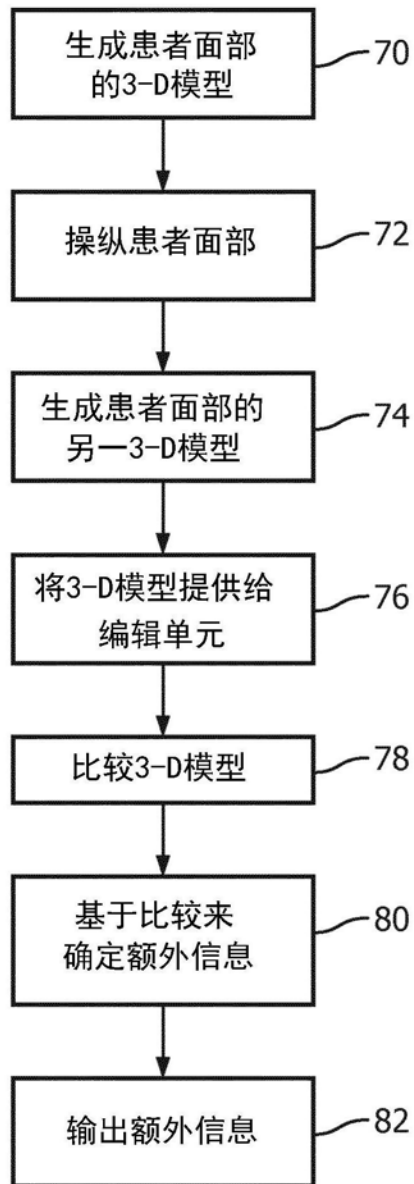 生成患者面部
的3-D模型
70
操纵患者面部
72
生成患者面部的
另一3-D模型
74
将3-D模型提供给
编辑单元
76
比较3-D模型
78
基于比较来
确定额外信息
80
输出额外信息
82